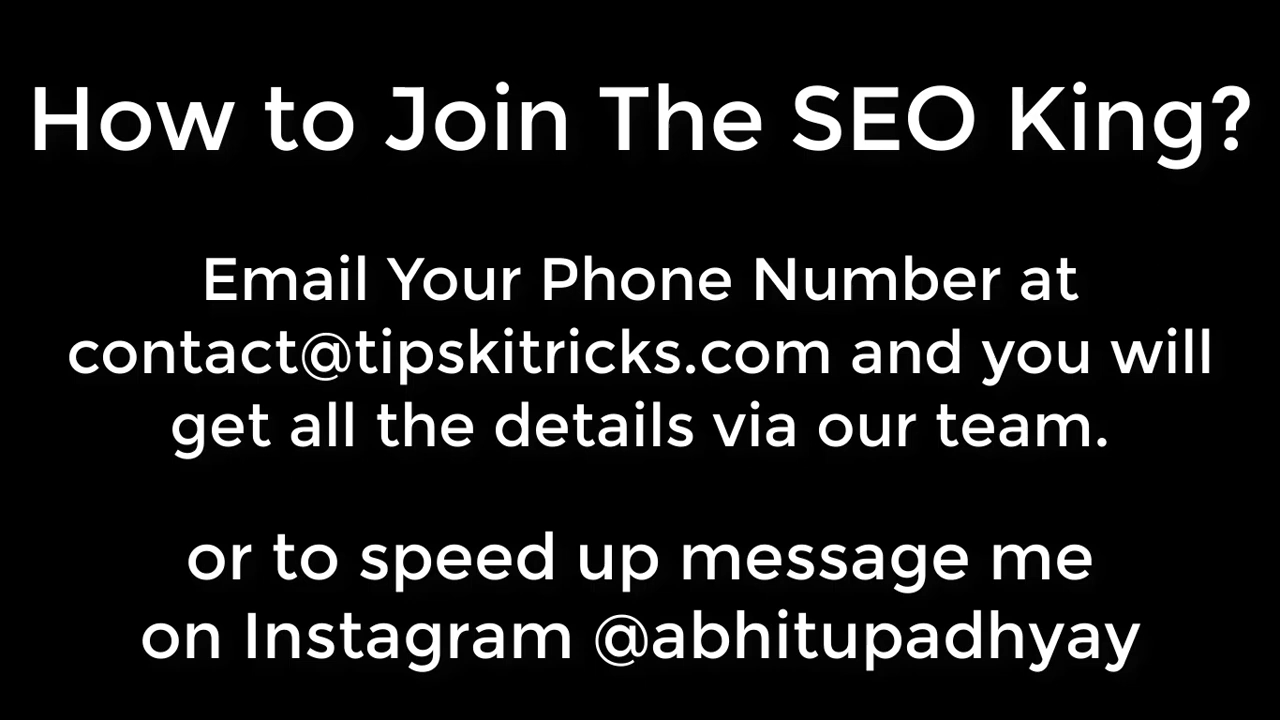 How to Join The SEO King?
Email Your Phone Number at
contact@tipskitricks.com and you will
get all the details via our team.
or to speed up message me
on Instagram @abhitupadhyay